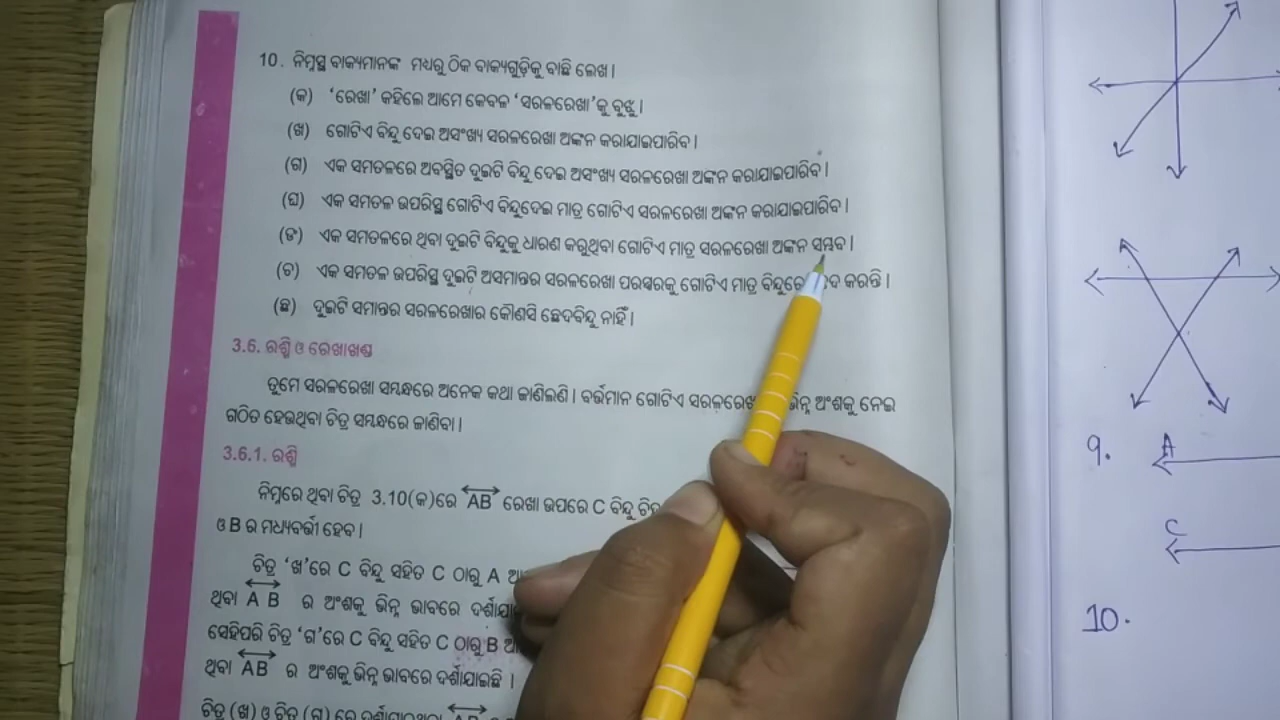 10. ନିମ୍ନସ୍ଥ ବାକ୍ୟମାନଙ୍କ ମଧ୍ୟରୁ ଠିକ ବାକ୍ୟଗୁଡ଼ିକୁ ବାଛି ଲେଖ।
(କ) ‘ରେଖା’ କହିଲେ ଆମେ କେବଳ ‘ସରଳରେଖା’କୁ ବୁଝୁ।
(ଖ) ଗୋଟିଏ ବିନ୍ଦୁ ଦେଇ ଅସଂଖ୍ୟ ସରଳରେଖା ଅଙ୍କନ କରାଯାଇପାରିବ।
(ଗ) ଏକ ସମତଳରେ ଅବସ୍ଥିତ ଦୁଇଟି ବିନ୍ଦୁ ଦେଇ ଅସଂଖ୍ୟ ସରଳରେଖା ଅଙ୍କନ କରାଯାଇପାରିବ।
(ଘ) ଏକ ସମତଳ ଉପରିସ୍ଥ ଗୋଟିଏ ବିନ୍ଦୁଦେଇ ମାତ୍ର ଗୋଟିଏ ସରଳରେଖା ଅଙ୍କନ କରାଯାଇପାରିବ।
(ଙ) ଏକ ସମତଳରେ ଥିବା ଦୁଇଟି ବିନ୍ଦୁକୁ ଧାରଣ କରୁଥିବା ଗୋଟିଏ ମାତ୍ର ସରଳରେଖା ଅଙ୍କନ ସମ୍ଭବ।
(ଚ) ଏକ ସମତଳ ଉପରିସ୍ଥ ଦୁଇଟି ଅସମାନ୍ତର ସରଳରେଖା ପରସ୍ପରକୁ ଗୋଟିଏ ମାତ୍ର କରନ୍ତି।
(ଛ) ଦୁଇଟି ସମାନ୍ତର ସରଳରେଖାର କୌଣସି ଛେଦବିନ୍ଦୁ ନାହିଁ।
3.6. ରଶ୍ମି ଓ ରେଖାଖଣ୍ଡ
ତୁମେ ସରଳରେଖା ସମ୍ବନ୍ଧରେ ଅନେକ କଥା ଜାଣିଲଣି। ବର୍ତ୍ତମାନ ଗୋଟିଏ ଅଂଶକୁ ନେଇ
ଗଠିତ ହେଉଥିବା ଚିତ୍ର ସମ୍ବନ୍ଧରେ ଜାଣିବା।
3.6.1. ରଶ୍ମି
ନିମ୍ନରେ ଥିବା ଚିତ୍ର 3.10(କ)ରେ AB ରେଖା ଉପରେ C ବିନ୍ଦୁ
ଓ B ର ମଧ୍ୟବର୍ତ୍ତୀ ହେବ।
ଚିତ୍ର ‘ଖ’ରେ C ବିନ୍ଦୁ ସହିତ C ଠାରୁ A
ଥିବା A B ର ଅଂଶକୁ ଭିନ୍ନ ଭାବରେ
ସେହିପରି ଚିତ୍ର ‘ଗ’ରେ C ବିନ୍ଦୁ ସହିତ C ଠାରୁ B
ଥିବା AB ର ଅଂଶକୁ ଭିନ୍ନ ଭାବରେ ଦର୍ଶାଯାଇଛି।
ଚିତ୍ର (ଖ) ଓ ଚିତ୍ର (ଗ) ରେ
9. A
C
10.